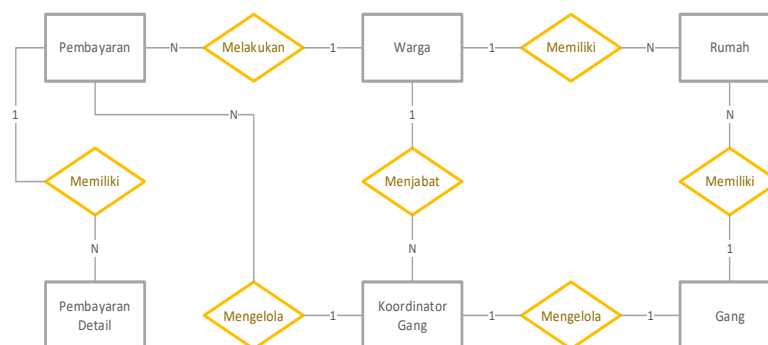 Pembayaran
N
Melakukan
1
Warga
1
Memiliki
N
Rumah
1
N
1
N
Memiliki
Menjabat
Memiliki
N
N
1
Pembayaran
Detail
Mengelola
1
Koordinator
Gang
1
Mengelola
1
Gang